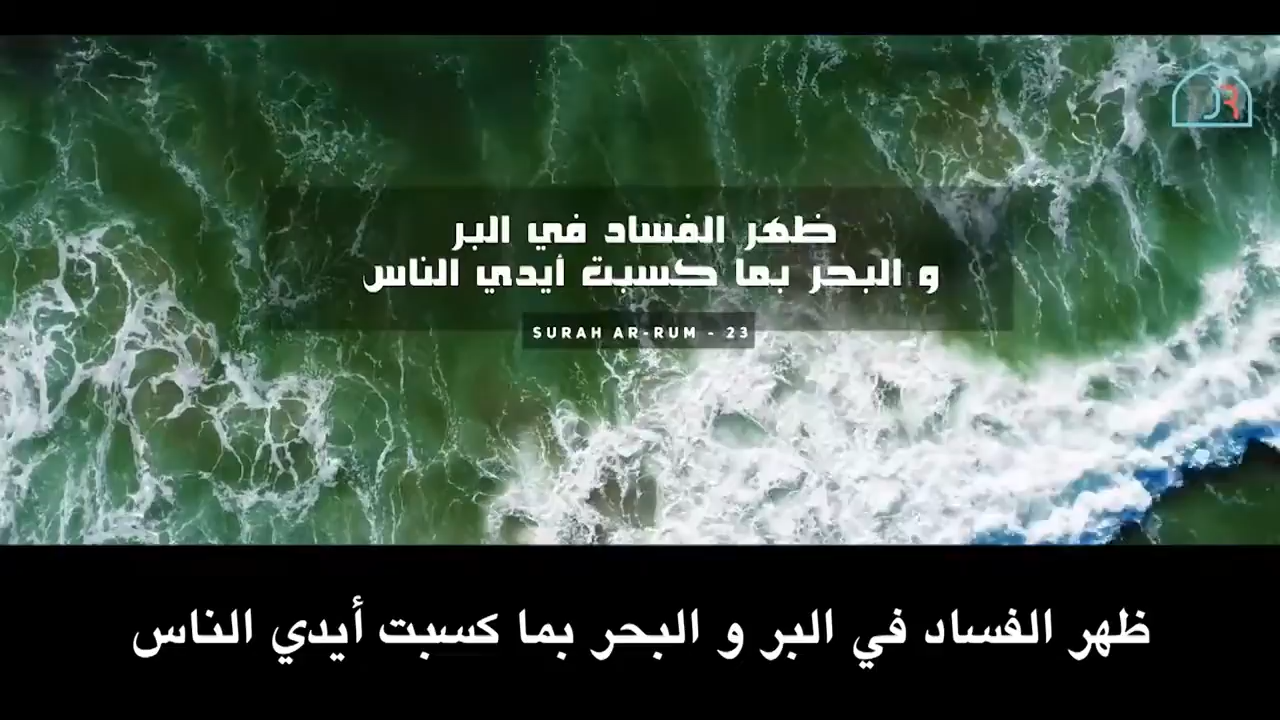 ظهر الفساد في البر
و البحر بما كسبت أيدي الناس
SURAH AR-RUM - 23
ظهر الفساد في البر و البحر بما كسبت أيدي الناس